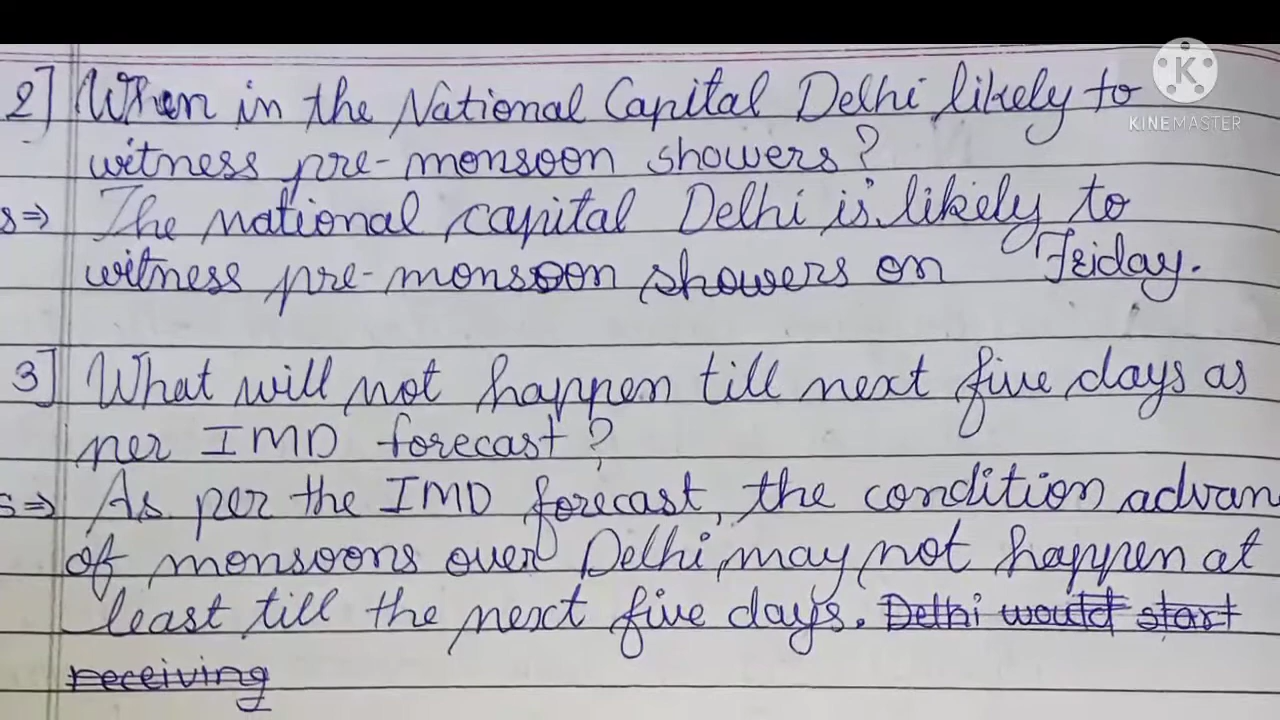 K
KINEMASTER
2] When in the National Capital Delhi likely to
witness pre-monsoon showers?
s⇒ The national capital Delhi is likely to
witness pre-monsoon showers on Friday.
3] What will not happen till next five days as
per IMD forecast?
s⇒ As per the IMD forecast, the condition advan
of monsoons over Delhi, may not happen at
least till the next five days. Delhi would start
receiving